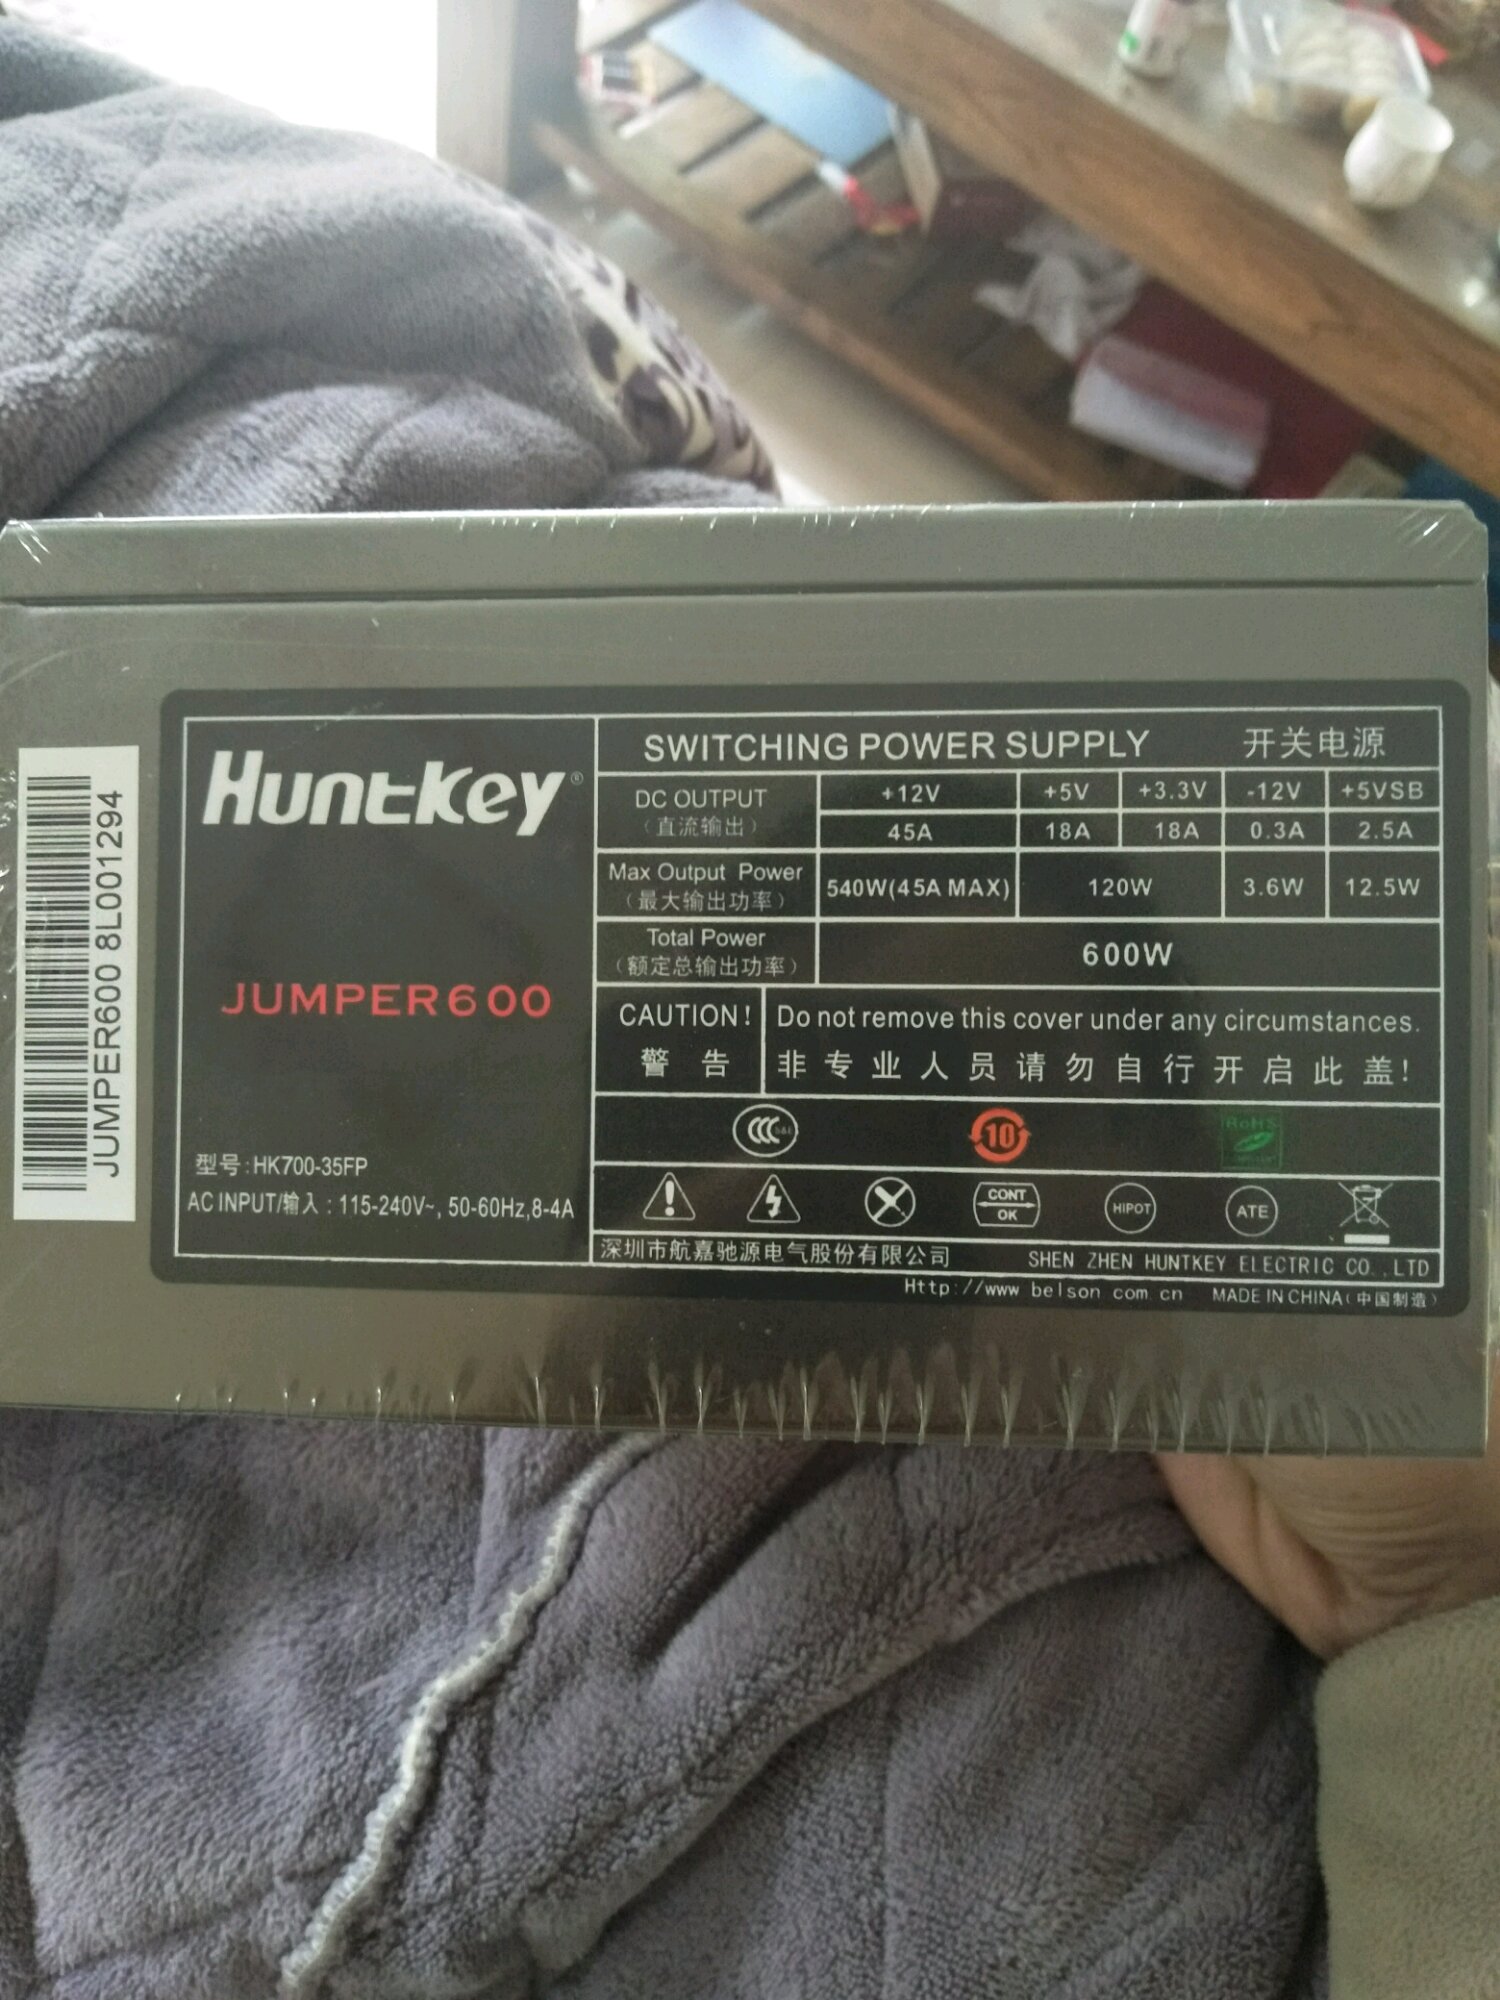 JUMPER600 8L001294
Huntkey®
JUMPER600
型号:HK700-35FP
AC INPUT/输入:115-240V~, 50-60Hz,8-4A
SWITCHING POWER SUPPLY 开关电源
DC OUTPUT +12V +5V +3.3V -12V +5VSB
(直流输出) 45A 18A 18A 0.3A 2.5A
Max Output Power 540W(45A MAX) 120W 3.6W 12.5W
(最大输出功率)
Total Power 600W
(额定总输出功率)
CAUTION! Do not remove this cover under any circumstances.
警告 非专业人员请勿自行开启此盖!
CCC S&E 10 RoHS
CONT OK HIPOT ATE
深圳市航嘉驰源电气股份有限公司 SHEN ZHEN HUNTKEY ELECTRIC CO.,LTD
Http://www belson com cn MADE IN CHINA(中国制造)